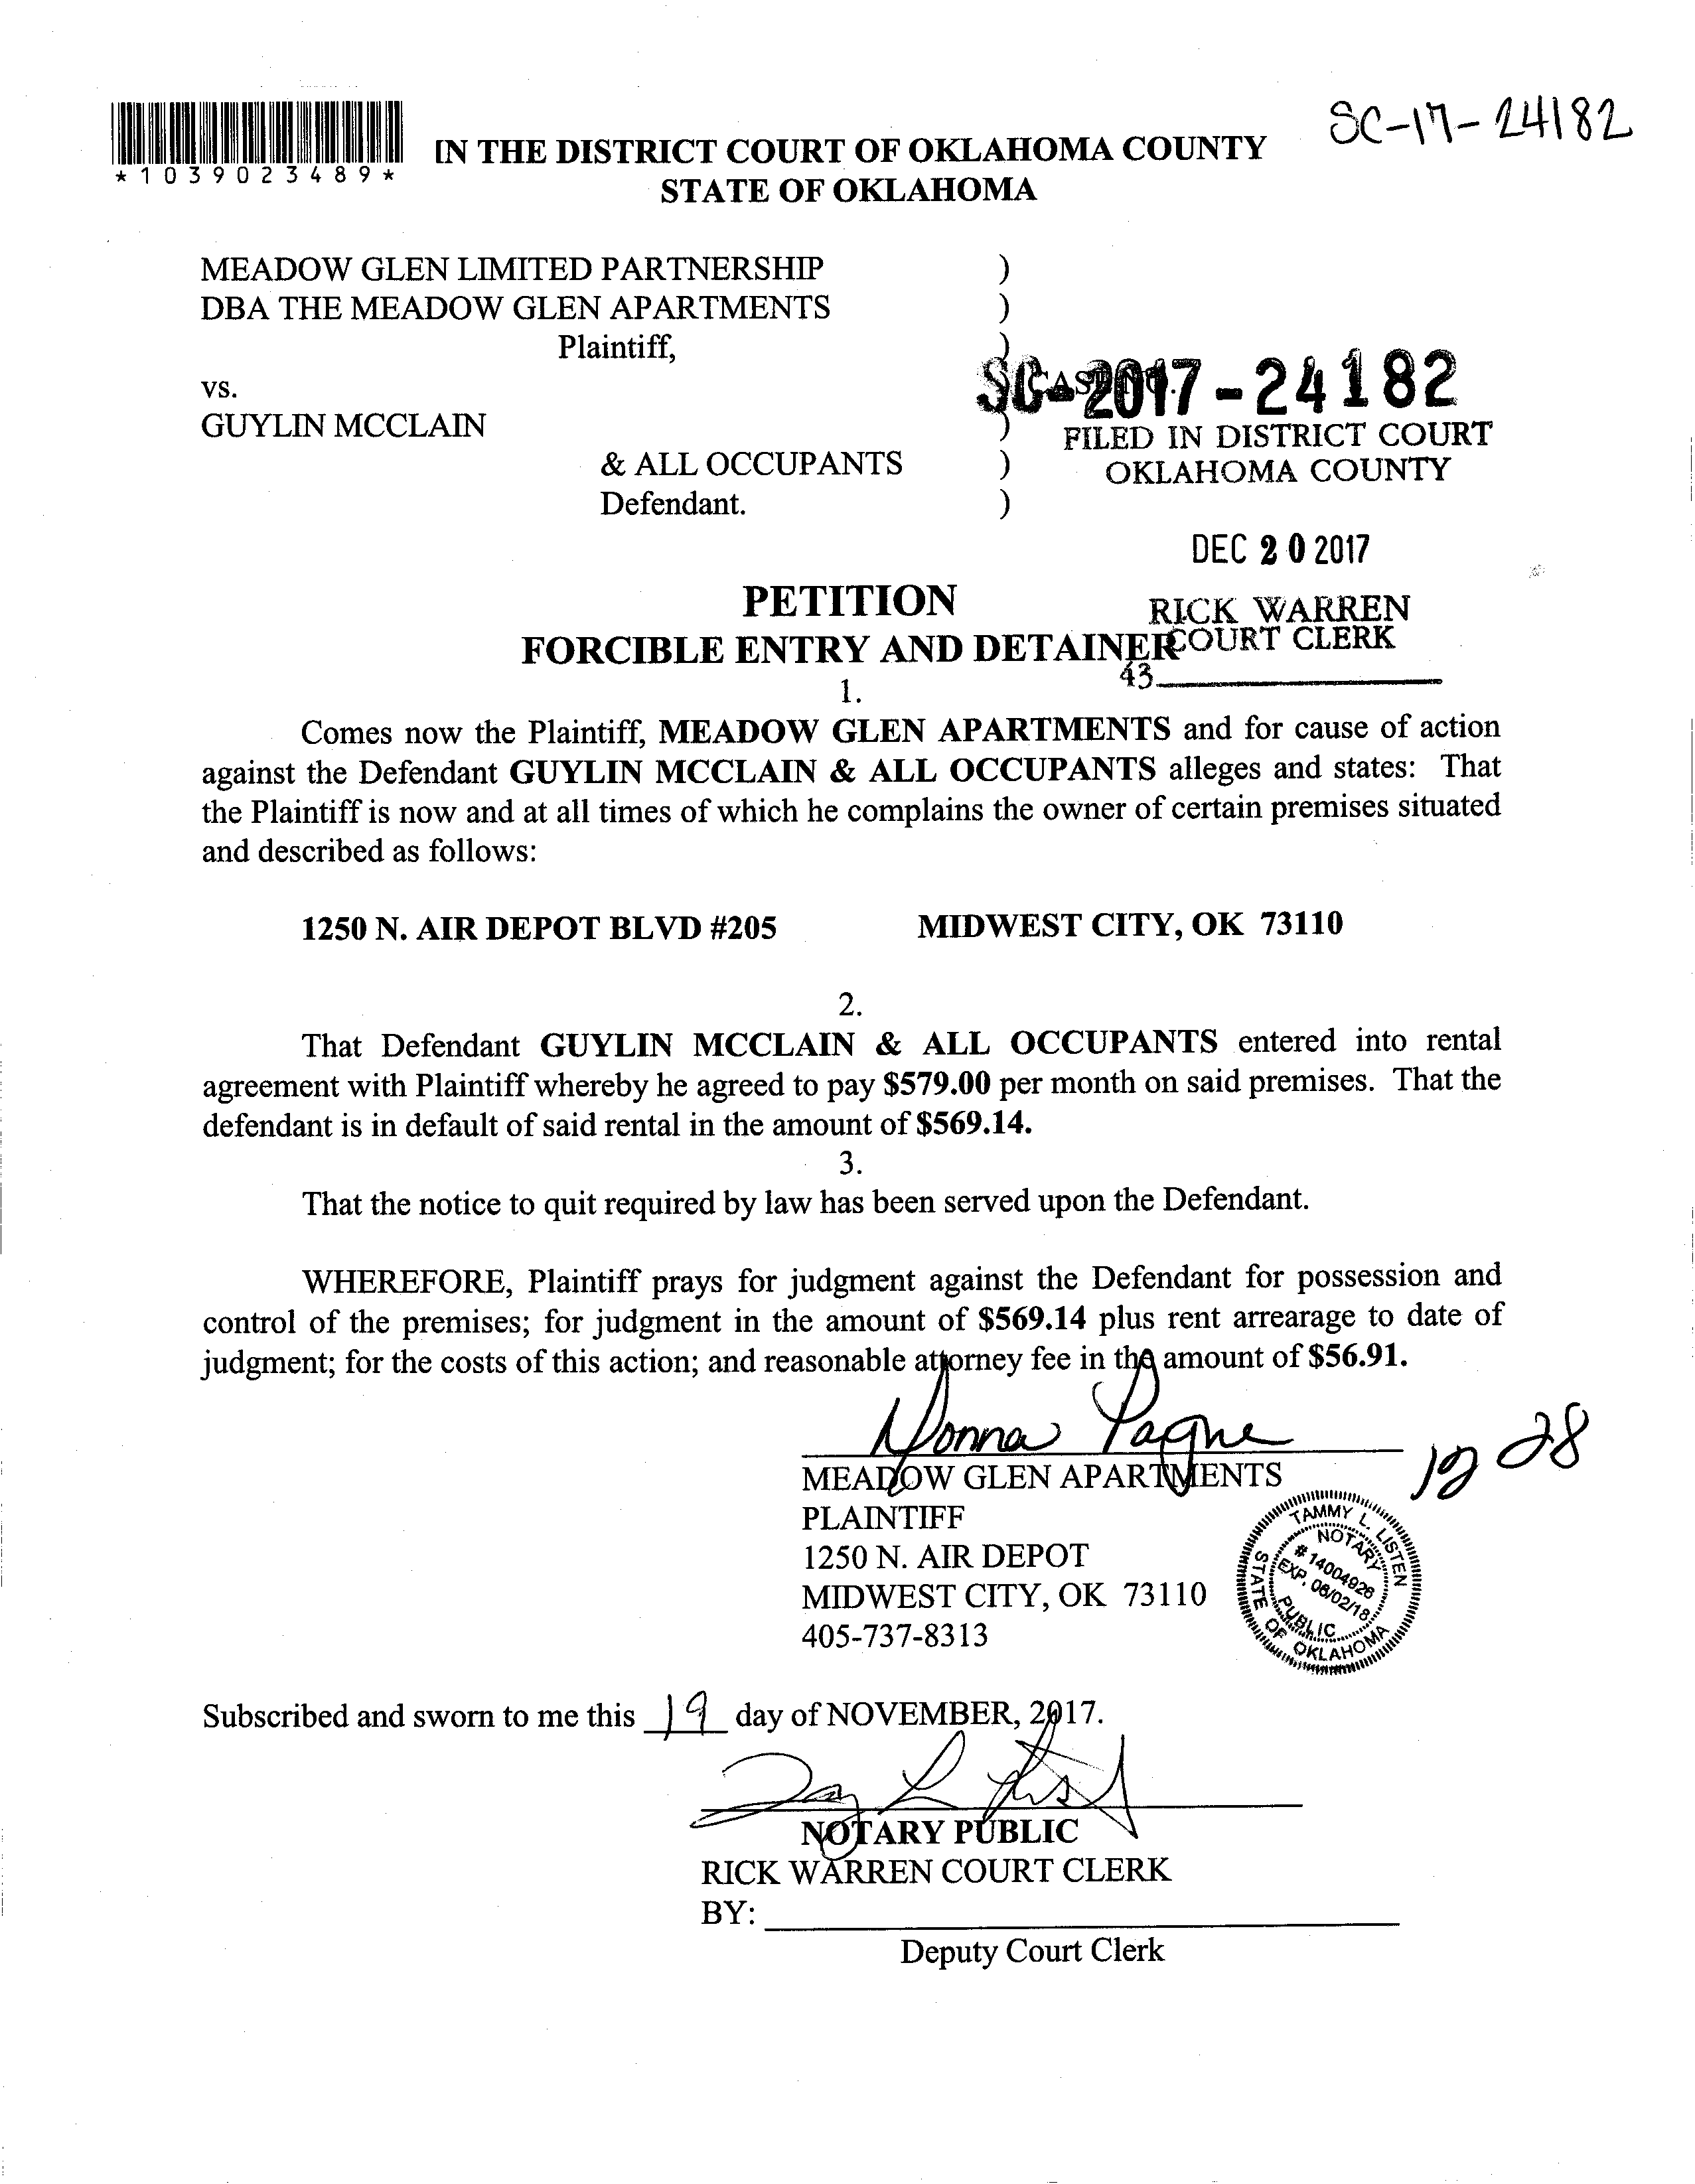 SC-17-24182
*1039023489*
IN THE DISTRICT COURT OF OKLAHOMA COUNTY
STATE OF OKLAHOMA
MEADOW GLEN LIMITED PARTNERSHIP )
DBA THE MEADOW GLEN APARTMENTS )
Plaintiff, )
vs.
SC-2017-24182
GUYLIN MCCLAIN )
FILED IN DISTRICT COURT
& ALL OCCUPANTS )
OKLAHOMA COUNTY
Defendant. )
DEC 20 2017
PETITION
RICK WARREN
FORCIBLE ENTRY AND DETAINER
COURT CLERK
43
1.
Comes now the Plaintiff, MEADOW GLEN APARTMENTS and for cause of action
against the Defendant GUYLIN MCCLAIN & ALL OCCUPANTS alleges and states: That
the Plaintiff is now and at all times of which he complains the owner of certain premises situated
and described as follows:
1250 N. AIR DEPOT BLVD #205 MIDWEST CITY, OK 73110
2.
That Defendant GUYLIN MCCLAIN & ALL OCCUPANTS entered into rental
agreement with Plaintiff whereby he agreed to pay $579.00 per month on said premises. That the
defendant is in default of said rental in the amount of $569.14.
3.
That the notice to quit required by law has been served upon the Defendant.
WHEREFORE, Plaintiff prays for judgment against the Defendant for possession and
control of the premises; for judgment in the amount of $569.14 plus rent arrearage to date of
judgment; for the costs of this action; and reasonable attorney fee in the amount of $56.91.
Donna Pagne
MEADOW GLEN APARTMENTS
12 28
PLAINTIFF
1250 N. AIR DEPOT
MIDWEST CITY, OK 73110
405-737-8313
TAMMY L. LISTEN
NOTARY
# 14004926
EXP. 06/02/18
PUBLIC
STATE OF OKLAHOMA
Subscribed and sworn to me this 19 day of NOVEMBER, 2017.
NOTARY PUBLIC
RICK WARREN COURT CLERK
BY:
Deputy Court Clerk